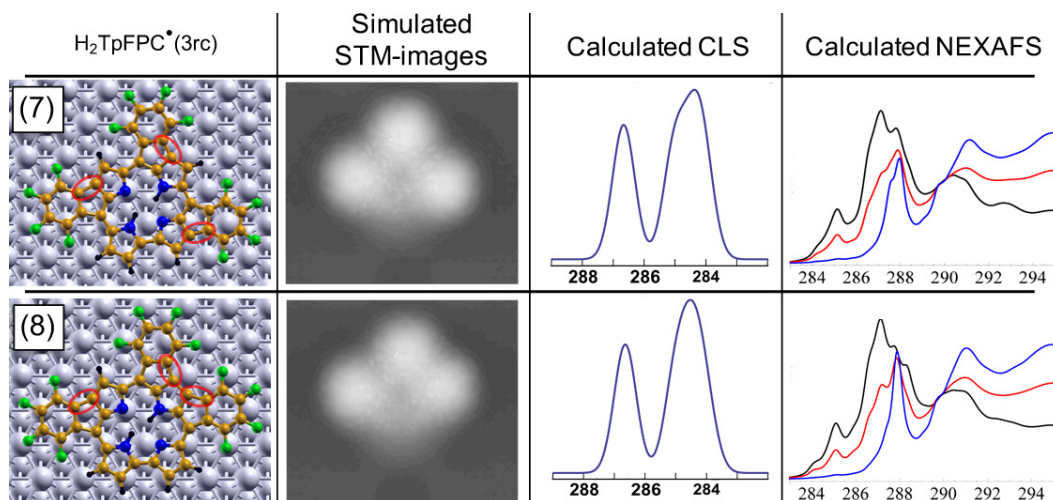 H₂TpFPC•(3rc)
Simulated
STM-images
Calculated CLS
Calculated NEXAFS
(7)
288 286 284
284 286 288 290 292 294
(8)
288 286 284
284 286 288 290 292 294